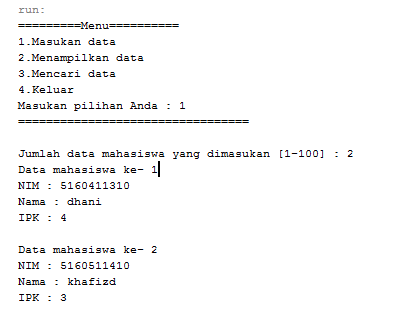 run:
=========Menu==========
1.Masukan data
2.Menampilkan data
3.Mencari data
4.Keluar
Masukan pilihan Anda : 1
=================================
Jumlah data mahasiswa yang dimasukan [1-100] : 2
Data mahasiswa ke- 1
NIM : 5160411310
Nama : dhani
IPK : 4
Data mahasiswa ke- 2
NIM : 5160511410
Nama : khafizd
IPK : 3